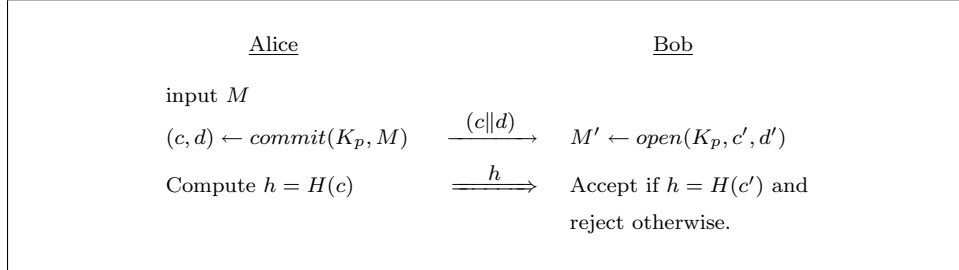 Alice Bob
input M
(c, d) ← commit(K_p, M) (c∥d) M′ ← open(K_p, c′, d′)
Compute h = H(c) h Accept if h = H(c′) and
reject otherwise.